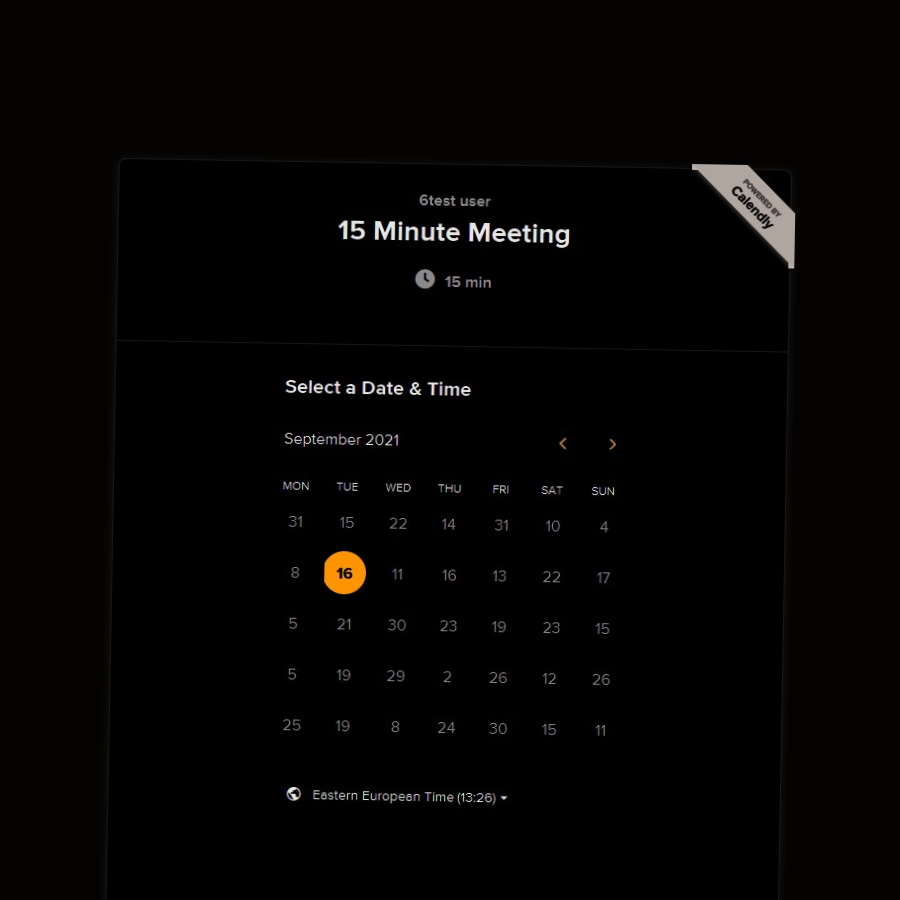 POWERED BY
Calendly
6test user
15 Minute Meeting
15 min
Select a Date & Time
September 2021
MON TUE WED THU FRI SAT SUN
31 15 22 14 31 10 4
8 16 11 16 13 22 17
5 21 30 23 19 23 15
5 19 29 2 26 12 26
25 19 8 24 30 15 11
Eastern European Time (13:26)